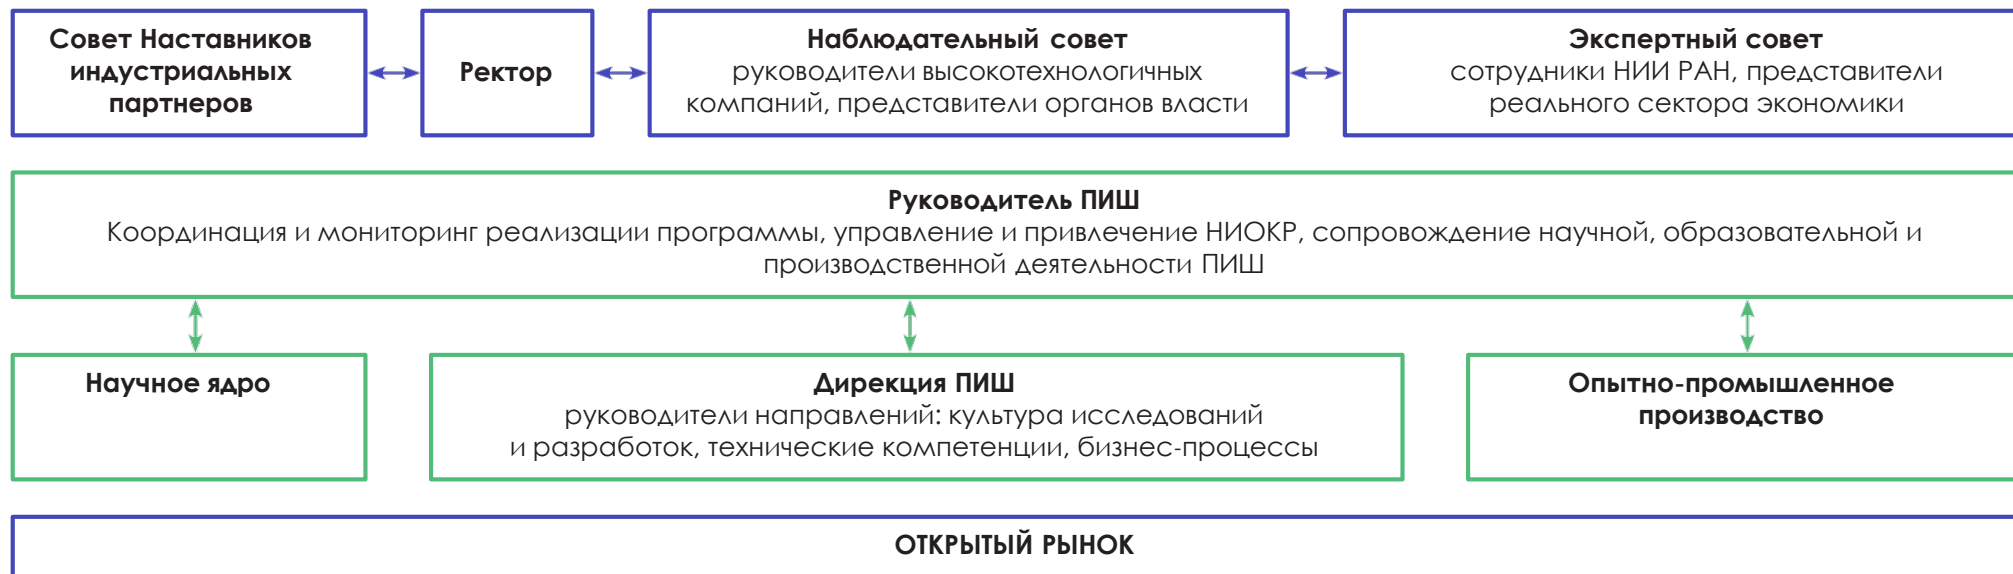 Совет Наставников
индустриальных
партнеров
Ректор
Наблюдательный совет
руководители высокотехнологичных
компаний, представители органов власти
Экспертный совет
сотрудники НИИ РАН, представители
реального сектора экономики
Руководитель ПИШ
Координация и мониторинг реализации программы, управление и привлечение НИОКР, сопровождение научной, образовательной и
производственной деятельности ПИШ
Научное ядро
Дирекция ПИШ
руководители направлений: культура исследований
и разработок, технические компетенции, бизнес-процессы
Опытно-промышленное
производство
ОТКРЫТЫЙ РЫНОК